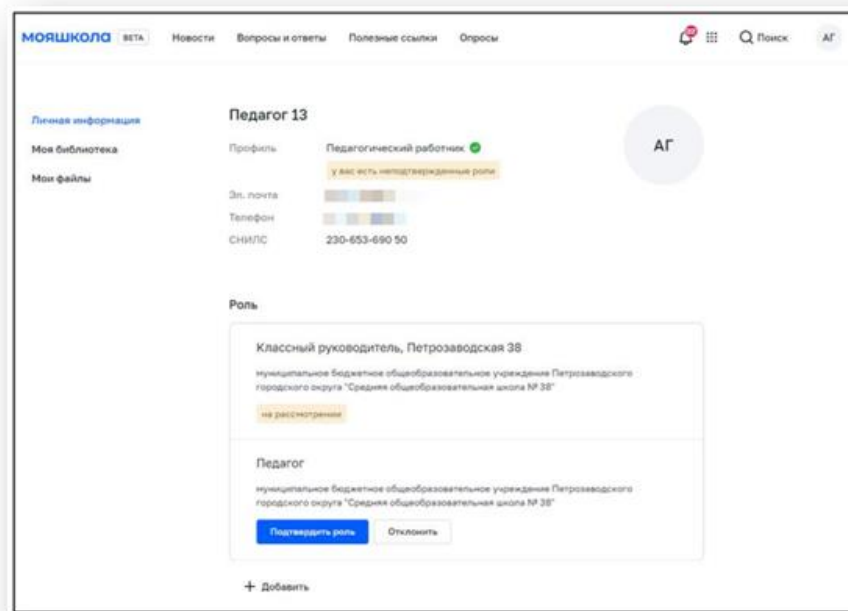 МОЯШКОЛА BETA Новости Вопросы и ответы Полезные ссылки Опросы Поиск АГ
Личная информация
Моя библиотека
Мои файлы
Педагог 13
АГ
Профиль Педагогический работник
у вас есть неподтвержденные роли
Эл. почта
Телефон
СНИЛС 230-653-690 50
Роль
Классный руководитель, Петрозаводская 38
муниципальное бюджетное общеобразовательное учреждение Петрозаводского
городского округа "Средняя общеобразовательная школа № 38"
на рассмотрении
Педагог
муниципальное бюджетное общеобразовательное учреждение Петрозаводского
городского округа "Средняя общеобразовательная школа № 38"
Подтвердить роль Отклонить
+ Добавить